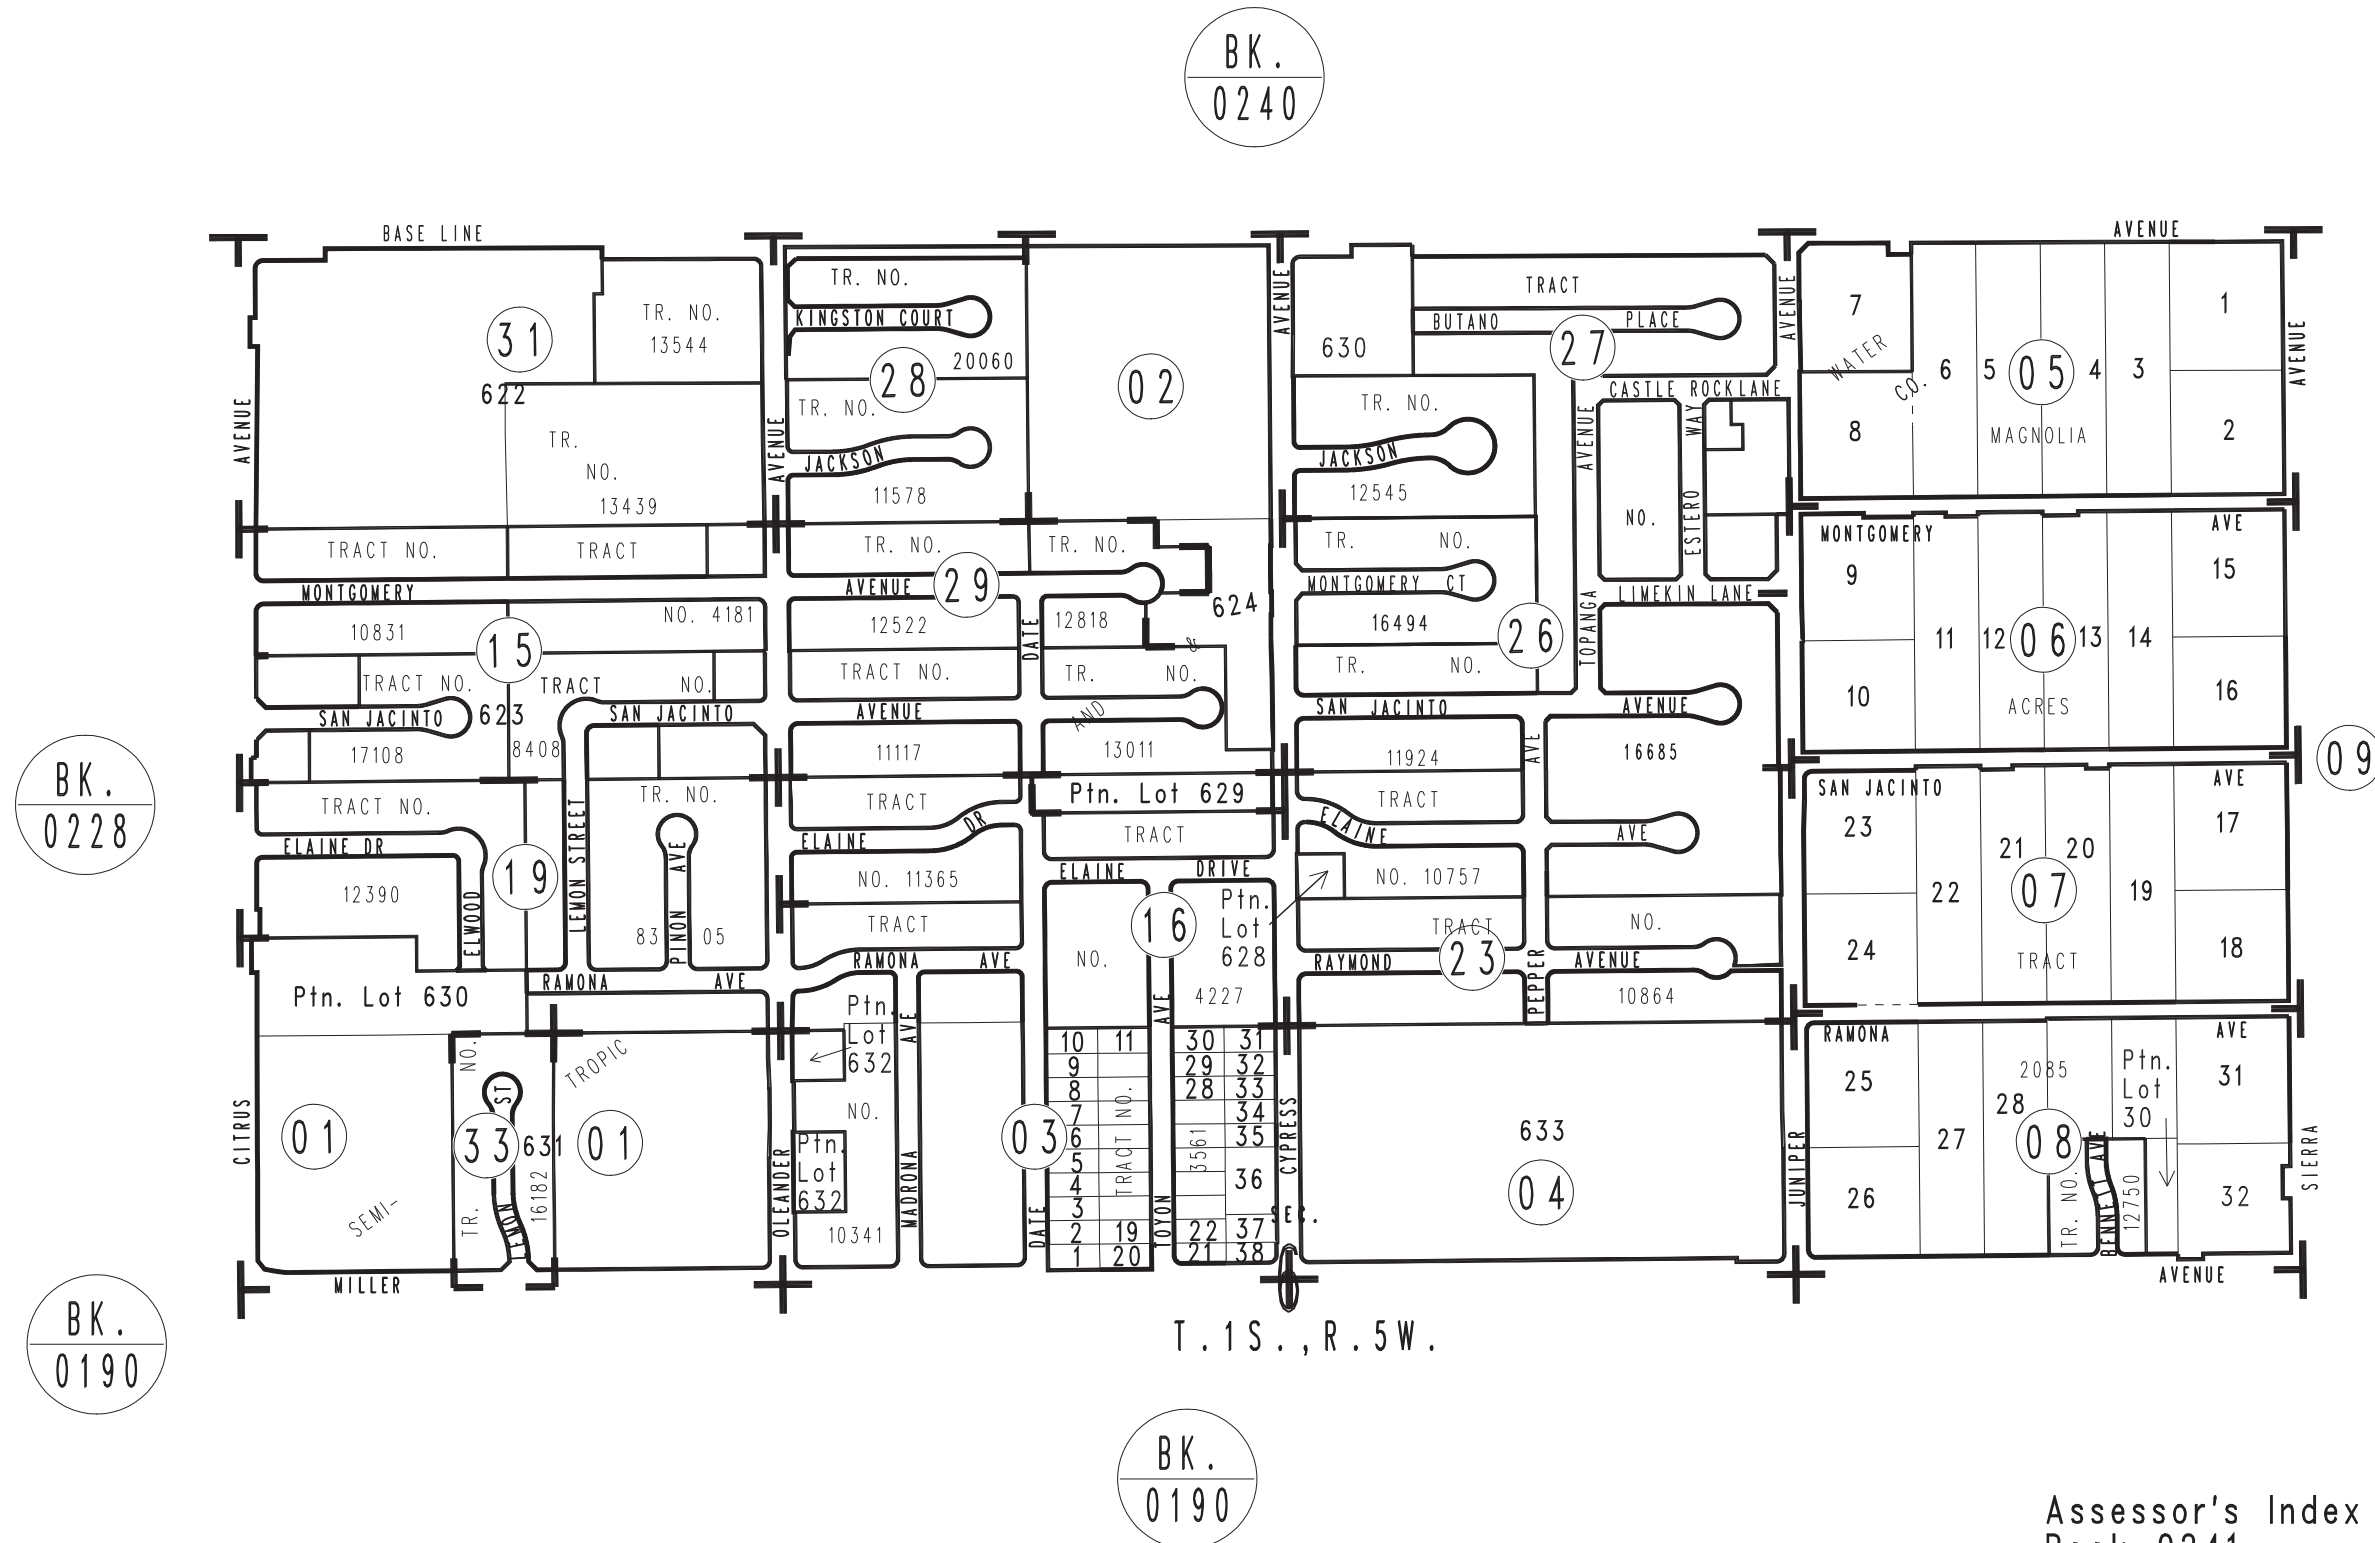 BK.
0240
BASE LINE
AVENUE
TR. NO.
13544
31
622
TR.
NO.
13439
AVENUE
TRACT NO.
TRACT
MONTGOMERY
NO. 4181
10831
15
TRACT NO.
TRACT
NO.
SAN JACINTO
623
SAN JACINTO
17108
8408
TRACT NO.
TR. NO.
ELAINE DR
19
12390
ELWOOD
LEMON STREET
83
PINON AVE
05
Ptn. Lot 630
RAMONA
AVE
NO.
TROPIC
01
33
ST
631
01
CITRUS
SEMI-
TR.
LEMON
16182
MILLER
AVENUE
TR. NO.
KINGSTON COURT
20060
28
TR. NO.
JACKSON
11578
02
TR. NO.
TR. NO.
AVENUE
29
12522
DATE
12818
624
TRACT NO.
TR.
NO.
&
AVENUE
AND
11117
13011
TRACT
Ptn. Lot 629
ELAINE
DR
TRACT
NO. 11365
ELAINE
DRIVE
TRACT
16
Ptn.
Lot
628
RAMONA
AVE
NO.
4227
Ptn.
Lot
632
AVE
AVE
NO.
Ptn.
Lot
632
10341
OLEANDER
MADRONA
03
DATE
10
11
9
8
7
6
5
4
3
2
19
1
20
TRACT NO.
TOYON
30
31
29
32
28
33
34
35
36
22
37
21
38
3561
CYPRESS
SEC.
AVENUE
630
TRACT
BUTANO
PLACE
27
CASTLE ROCKLANE
TR. NO.
JACKSON
12545
AVENUE
WAY
NO.
ESTERO
TR.
NO.
MONTGOMERY CT
LIMEKIN LANE
16494
26
TOPANGA
TR.
NO.
SAN JACINTO
AVENUE
11924
AVE
16685
TRACT
ELAINE
AVE
NO. 10757
TRACT
NO.
RAYMOND
23
AVENUE
PEPPER
10864
633
04
JUNIPER
AVENUE
AVENUE
7
WATER
CO.
8
6
5
05
4
3
1
2
MAGNOLIA
AVENUE
MONTGOMERY
AVE
9
10
11
12
06
13
14
15
16
ACRES
SAN JACINTO
AVE
23
24
22
21
20
07
19
17
18
TRACT
09
RAMONA
AVE
25
26
27
28
2085
08
Ptn.
Lot
30
31
32
TR. NO.
BENNETT AVE
12750
SIERRA
AVENUE
BK.
0228
BK.
0190
T.1S.,R.5W.
BK.
0190
Assessor's Index